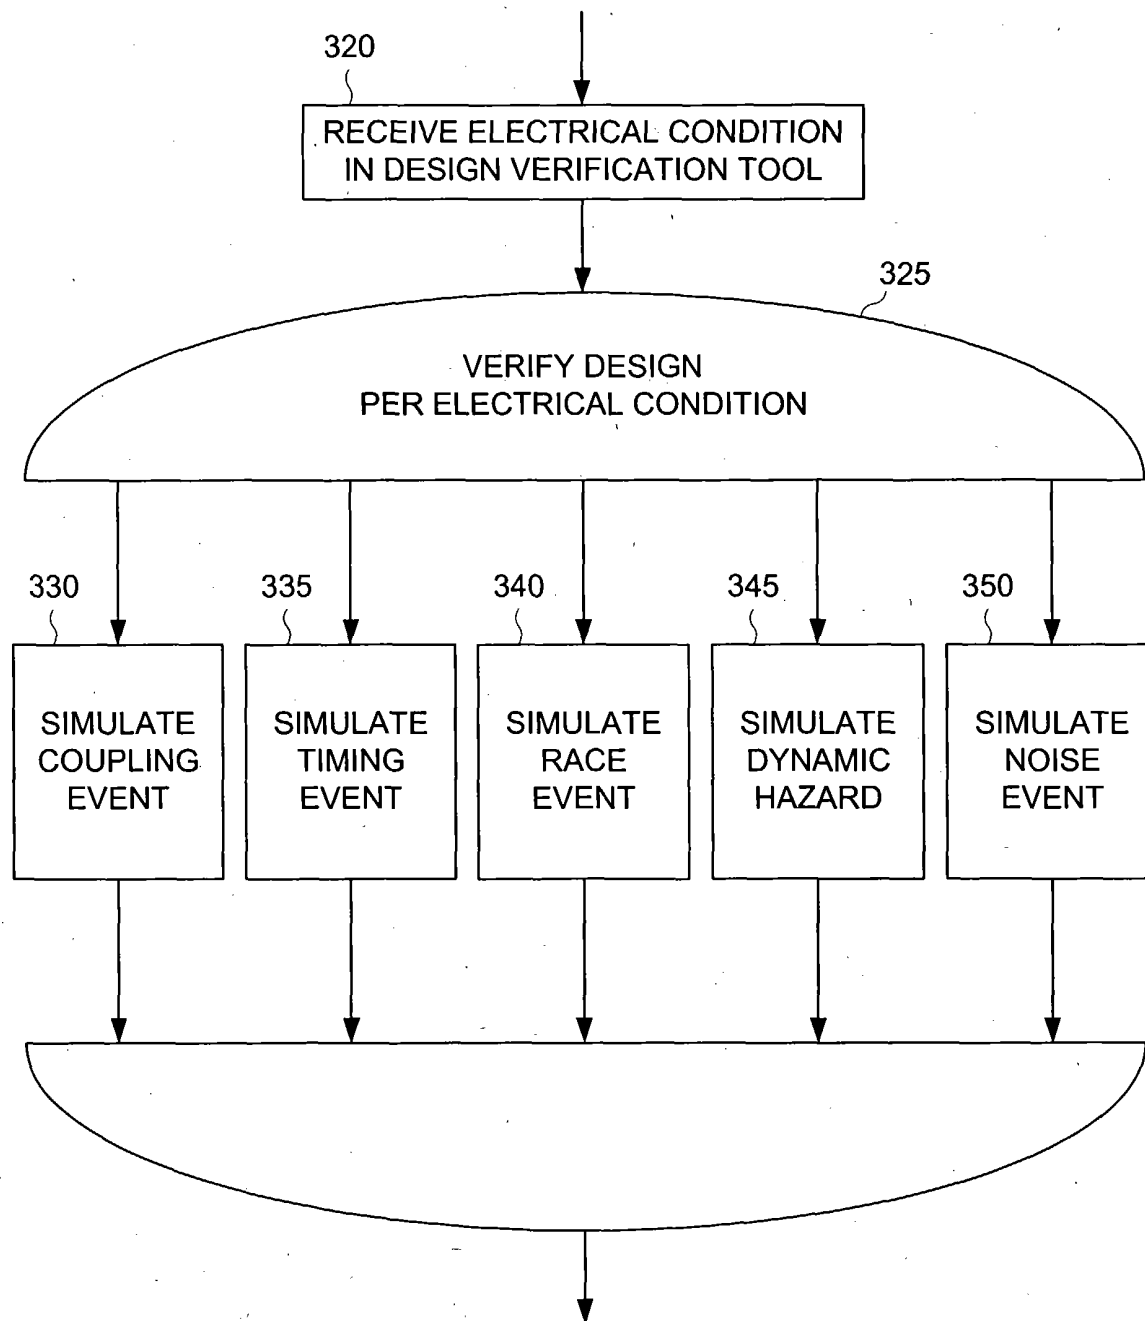 320
RECEIVE ELECTRICAL CONDITION
IN DESIGN VERIFICATION TOOL
325
VERIFY DESIGN
PER ELECTRICAL CONDITION
330
SIMULATE
COUPLING
EVENT
335
SIMULATE
TIMING
EVENT
340
SIMULATE
RACE
EVENT
345
SIMULATE
DYNAMIC
HAZARD
350
SIMULATE
NOISE
EVENT